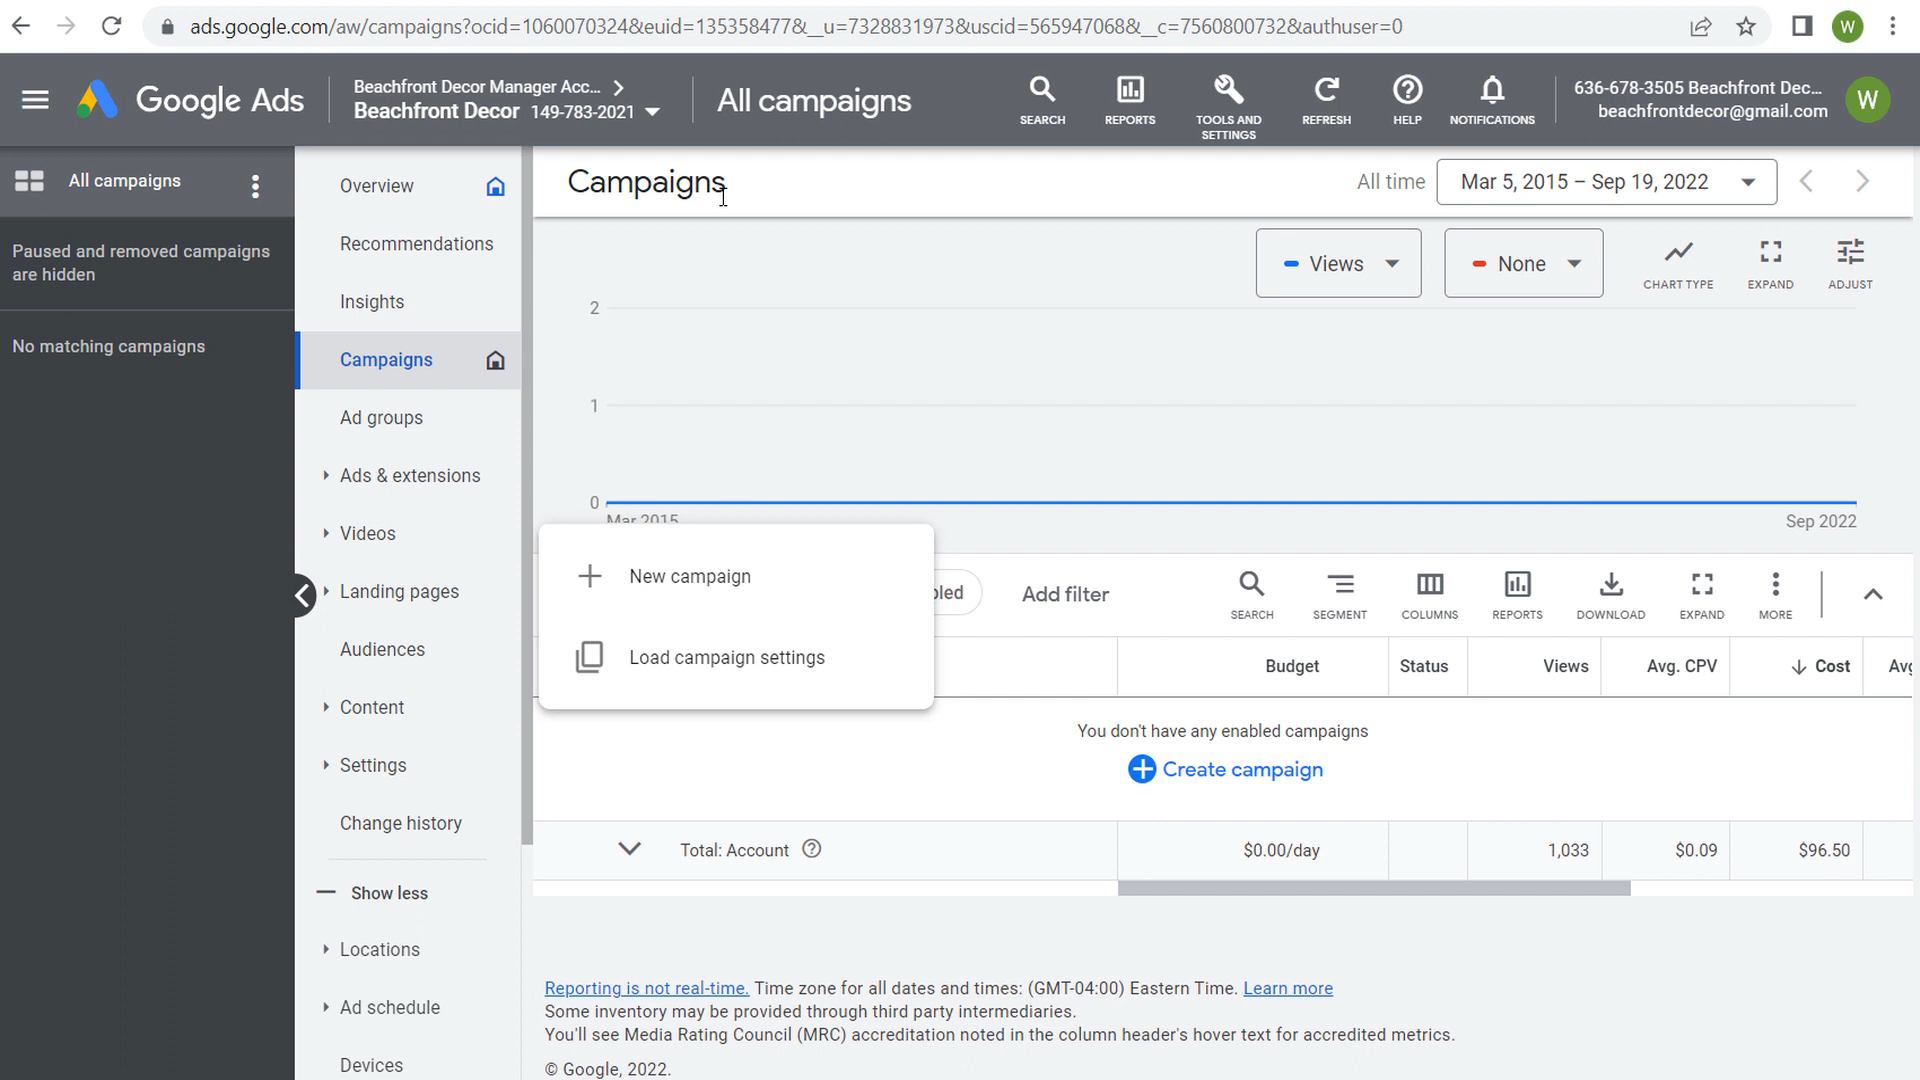 ads.google.com/aw/campaigns?ocid=1060070324&euid=135358477&__u=7328831973&uscid=565947068&__c=7560800732&authuser=0
W
Google Ads
Beachfront Decor Manager Acc...
Beachfront Decor 149-783-2021
All campaigns
SEARCH
REPORTS
TOOLS AND
SETTINGS
REFRESH
HELP
NOTIFICATIONS
636-678-3505 Beachfront Dec...
beachfrontdecor@gmail.com
W
All campaigns
Paused and removed campaigns
are hidden
No matching campaigns
Overview
Recommendations
Insights
Campaigns
Ad groups
Ads & extensions
Videos
Landing pages
Audiences
Content
Settings
Change history
Show less
Locations
Ad schedule
Devices
Campaigns
All time
Mar 5, 2015 – Sep 19, 2022
Views
None
CHART TYPE
EXPAND
ADJUST
2
1
0
Mar 2015
Sep 2022
New campaign
Load campaign settings
bled
Add filter
SEARCH
SEGMENT
COLUMNS
REPORTS
DOWNLOAD
EXPAND
MORE
Budget
Status
Views
Avg. CPV
Cost
Avg
You don't have any enabled campaigns
Create campaign
Total: Account
$0.00/day
1,033
$0.09
$96.50
Reporting is not real-time. Time zone for all dates and times: (GMT-04:00) Eastern Time. Learn more
Some inventory may be provided through third party intermediaries.
You'll see Media Rating Council (MRC) accreditation noted in the column header's hover text for accredited metrics.
© Google, 2022.